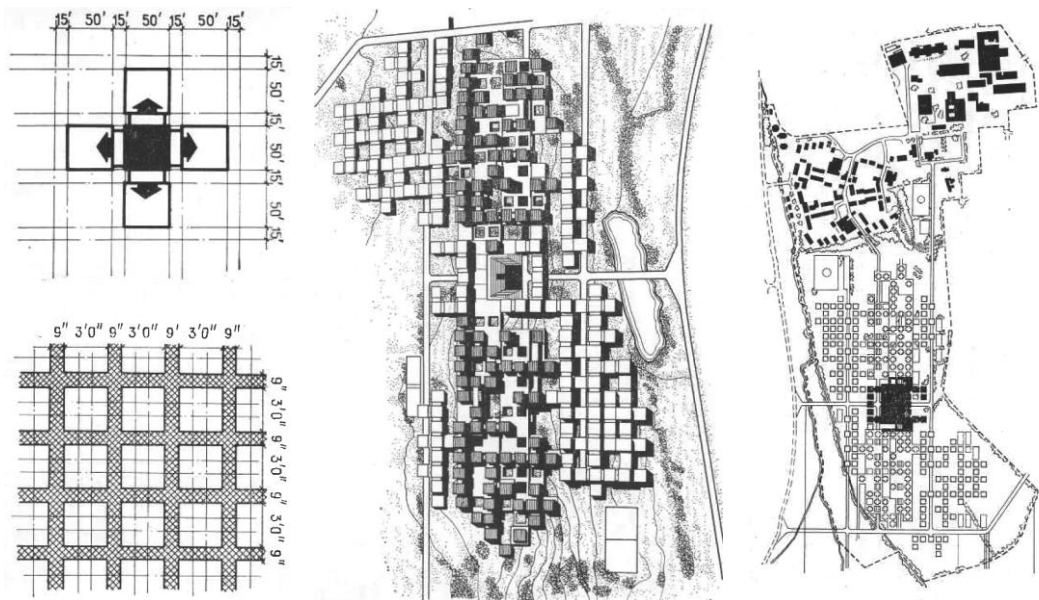 15' 50' 15' 50' 15' 50' 15'
15' 50' 15' 50' 15' 50' 15'
9" 3'0" 9" 3'0" 9' 3'0" 9"
9" 3'0 9" 3'0 9" 3'0" 9"